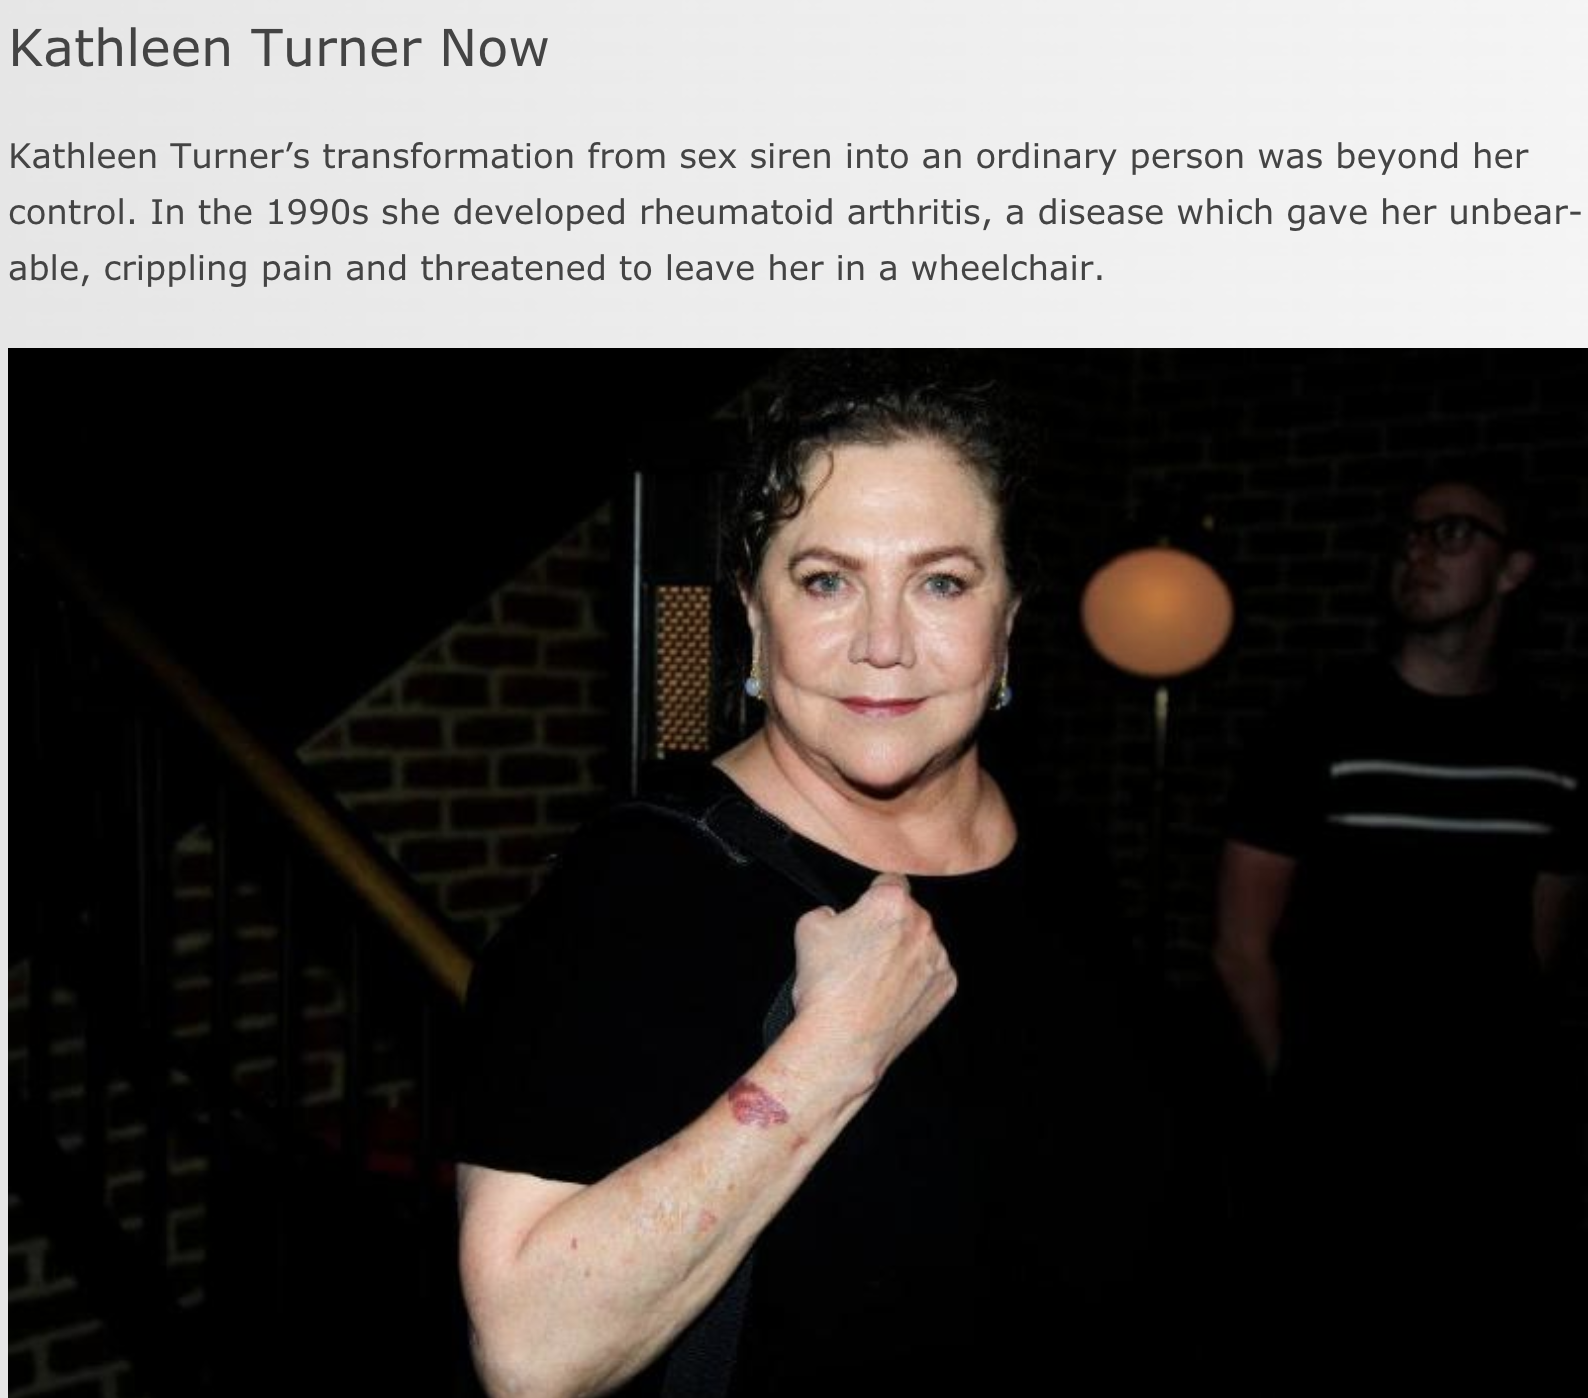 Kathleen Turner Now
Kathleen Turner’s transformation from sex siren into an ordinary person was beyond her
control. In the 1990s she developed rheumatoid arthritis, a disease which gave her unbear-
able, crippling pain and threatened to leave her in a wheelchair.